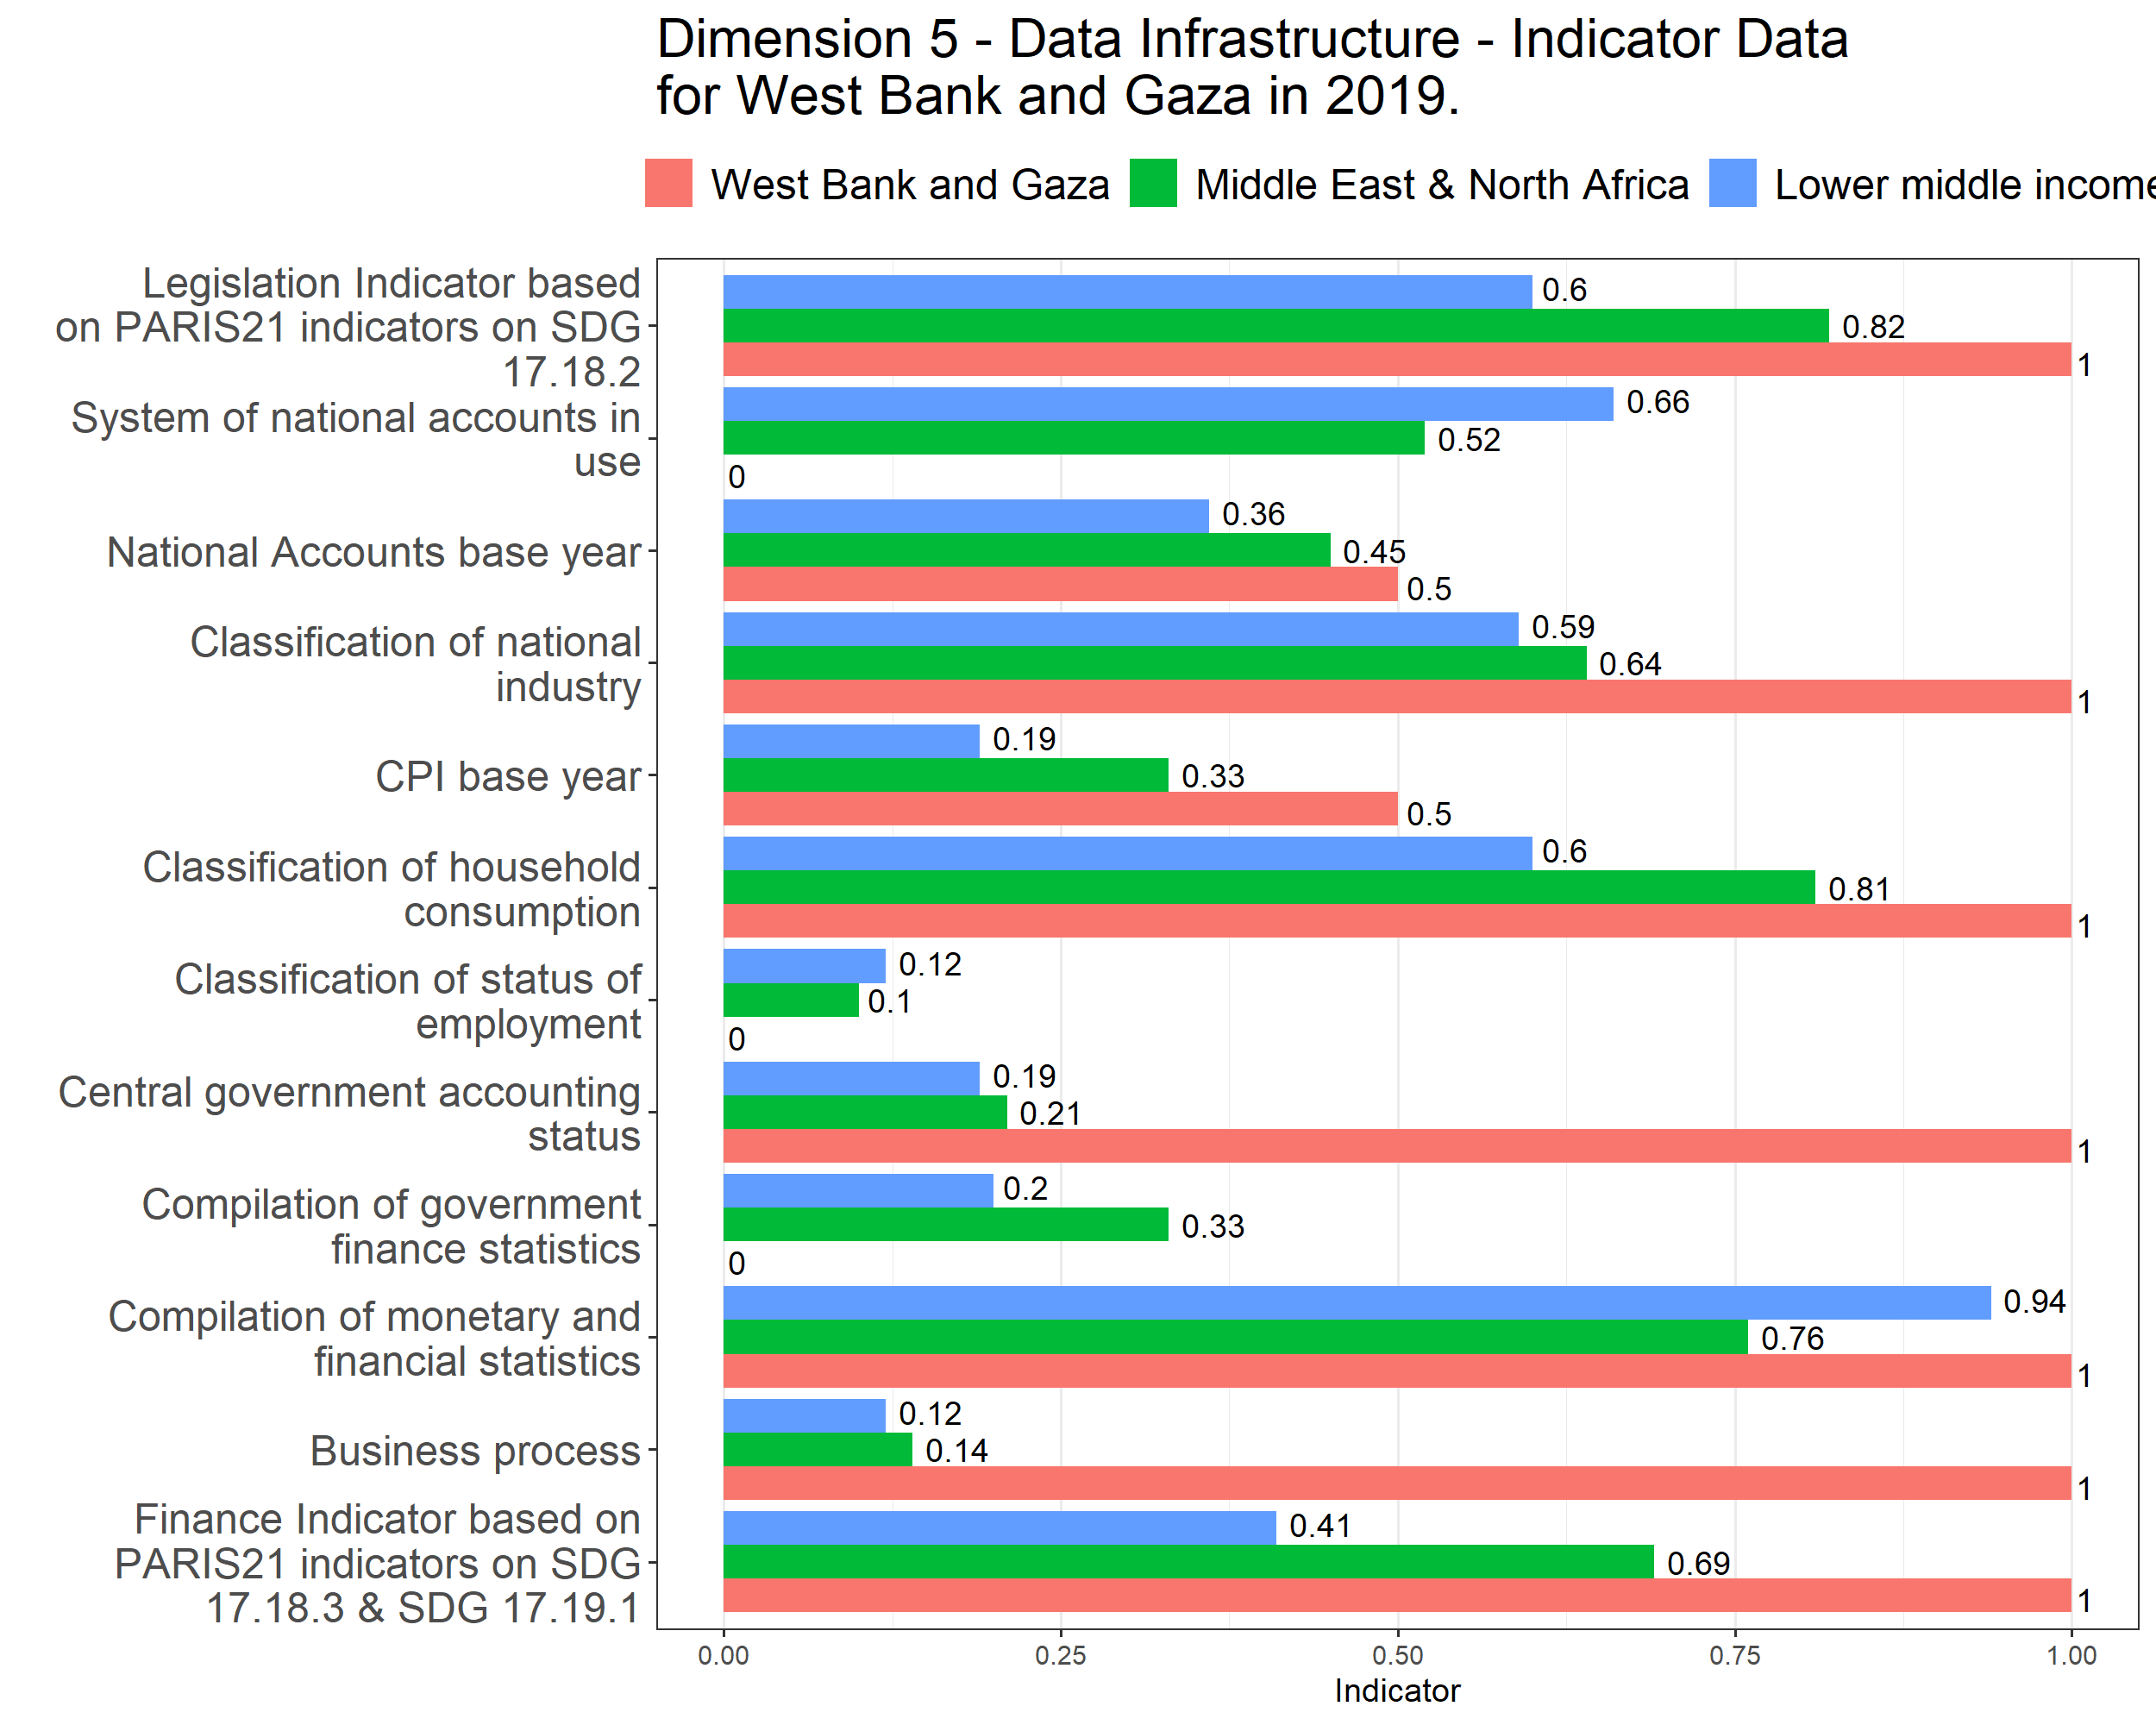 Dimension 5 - Data Infrastructure - Indicator Data
for West Bank and Gaza in 2019.
West Bank and Gaza Middle East & North Africa Lower middle income
Legislation Indicator based
on PARIS21 indicators on SDG
17.18.2
0.6
0.82
1
System of national accounts in
use
0.66
0.52
0
National Accounts base year
0.36
0.45
0.5
Classification of national
industry
0.59
0.64
1
CPI base year
0.19
0.33
0.5
Classification of household
consumption
0.6
0.81
1
Classification of status of
employment
0.12
0.1
0
Central government accounting
status
0.19
0.21
1
Compilation of government
finance statistics
0.2
0.33
0
Compilation of monetary and
financial statistics
0.94
0.76
1
Business process
0.12
0.14
1
Finance Indicator based on
PARIS21 indicators on SDG
17.18.3 & SDG 17.19.1
0.41
0.69
1
0.00 0.25 0.50 0.75 1.00
Indicator